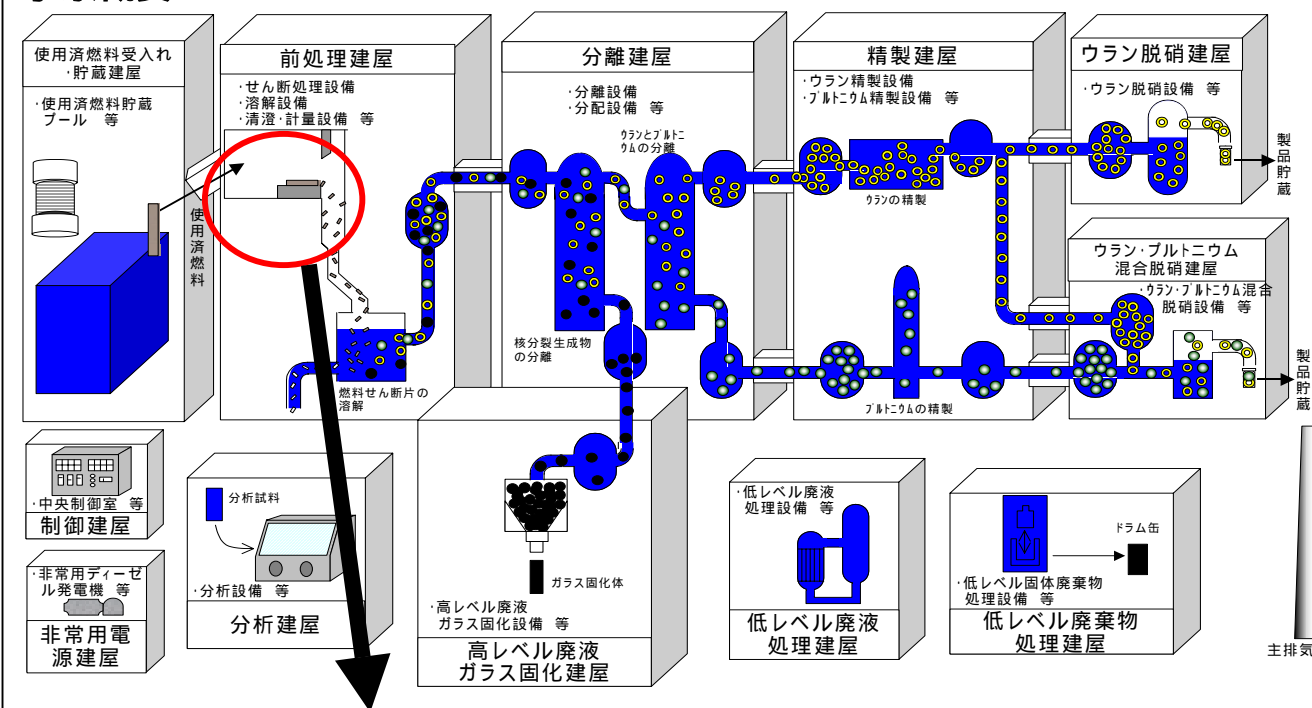 使用済燃料受入れ
・貯蔵建屋
・使用済燃料貯蔵
プール 等
使用済燃料
前処理建屋
・せん断処理設備
・溶解設備
・清澄・計量設備 等
燃料せん断片の
溶解
分離建屋
・分離設備
・分配設備 等
ウランとプルトニ
ウムの分離
核分裂生成物
の分離
精製建屋
・ウラン精製設備
・プルトニウム精製設備 等
ウランの精製
プルトニウムの精製
ウラン脱硝建屋
・ウラン脱硝設備 等
製品貯蔵
ウラン・プルトニウム
混合脱硝建屋
・ウラン・プルトニウム混合
脱硝設備 等
製品貯蔵
・中央制御室 等
制御建屋
・非常用ディーゼ
ル発電機 等
非常用電
源建屋
分析試料
・分析設備 等
分析建屋
ガラス固化体
・高レベル廃液
ガラス固化設備 等
高レベル廃液
ガラス固化建屋
・低レベル廃液
処理設備 等
低レベル廃液
処理建屋
ドラム缶
・低レベル固体廃棄物
処理設備 等
低レベル廃棄物
処理建屋
主排気